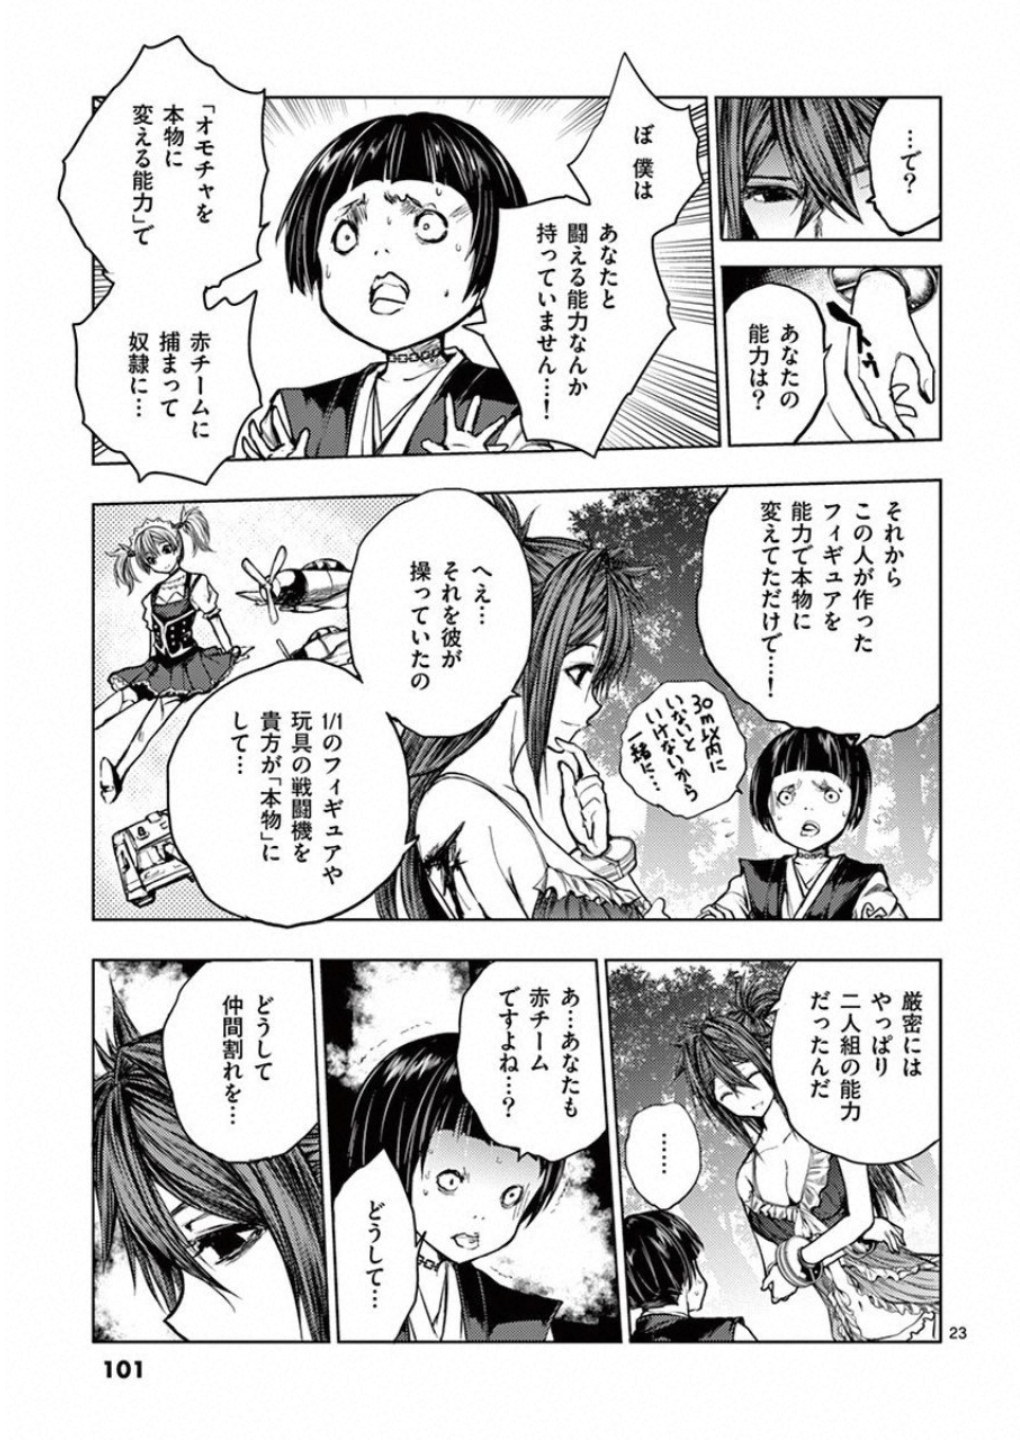 …で?
あなたの
能力は?
トゥ
ぼ 僕は
あなたと
闘える能力なんか
持っていません…!
「オモチャを
本物に
変える能力」で
赤チームに
捕まって
奴隷に…
それから
この人が作った
フィギュアを
能力で本物に
変えてただけで……!
30m以内に
いないと
いけないから
一緒に…
へえ…
それを彼が
操っていたの
1/1のフィギュアや
玩具の戦闘機を
貴方が「本物」に
して…
厳密には
やっぱり
二人組の能力
だったんだ
……
あ…あなたも
赤チーム
ですよね…?
どうして…
どうして
仲間割れを…
23
101